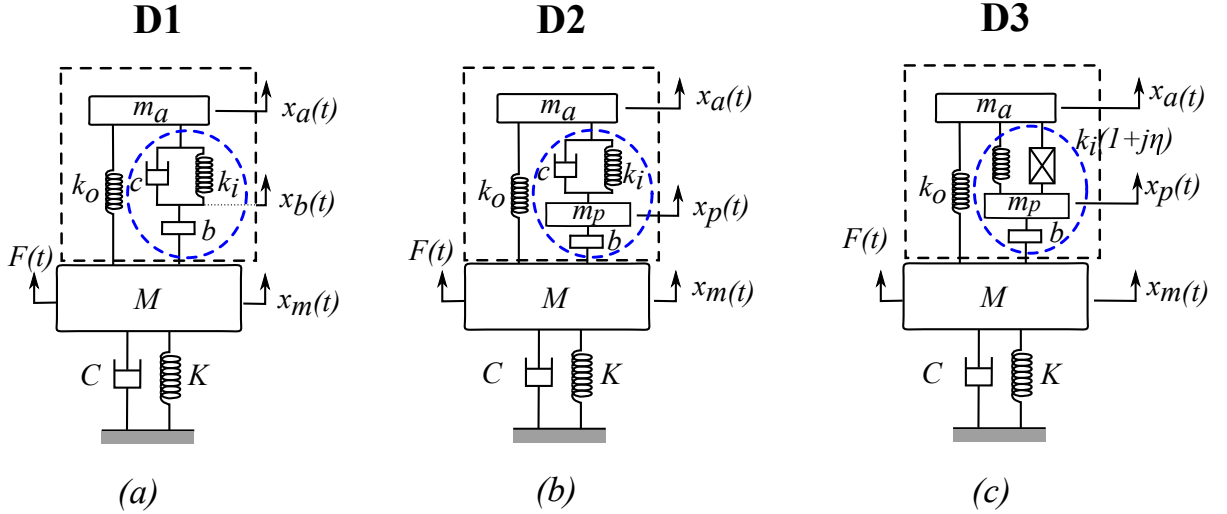 D1
m_a
x_a(t)
k_o
c
k_i
x_b(t)
b
F(t)
M
x_m(t)
C
K
(a)
D2
m_a
x_a(t)
k_o
c
k_i
m_p
x_p(t)
b
F(t)
M
x_m(t)
C
K
(b)
D3
m_a
x_a(t)
k_i(1+jη)
k_o
m_p
x_p(t)
b
F(t)
M
x_m(t)
C
K
(c)